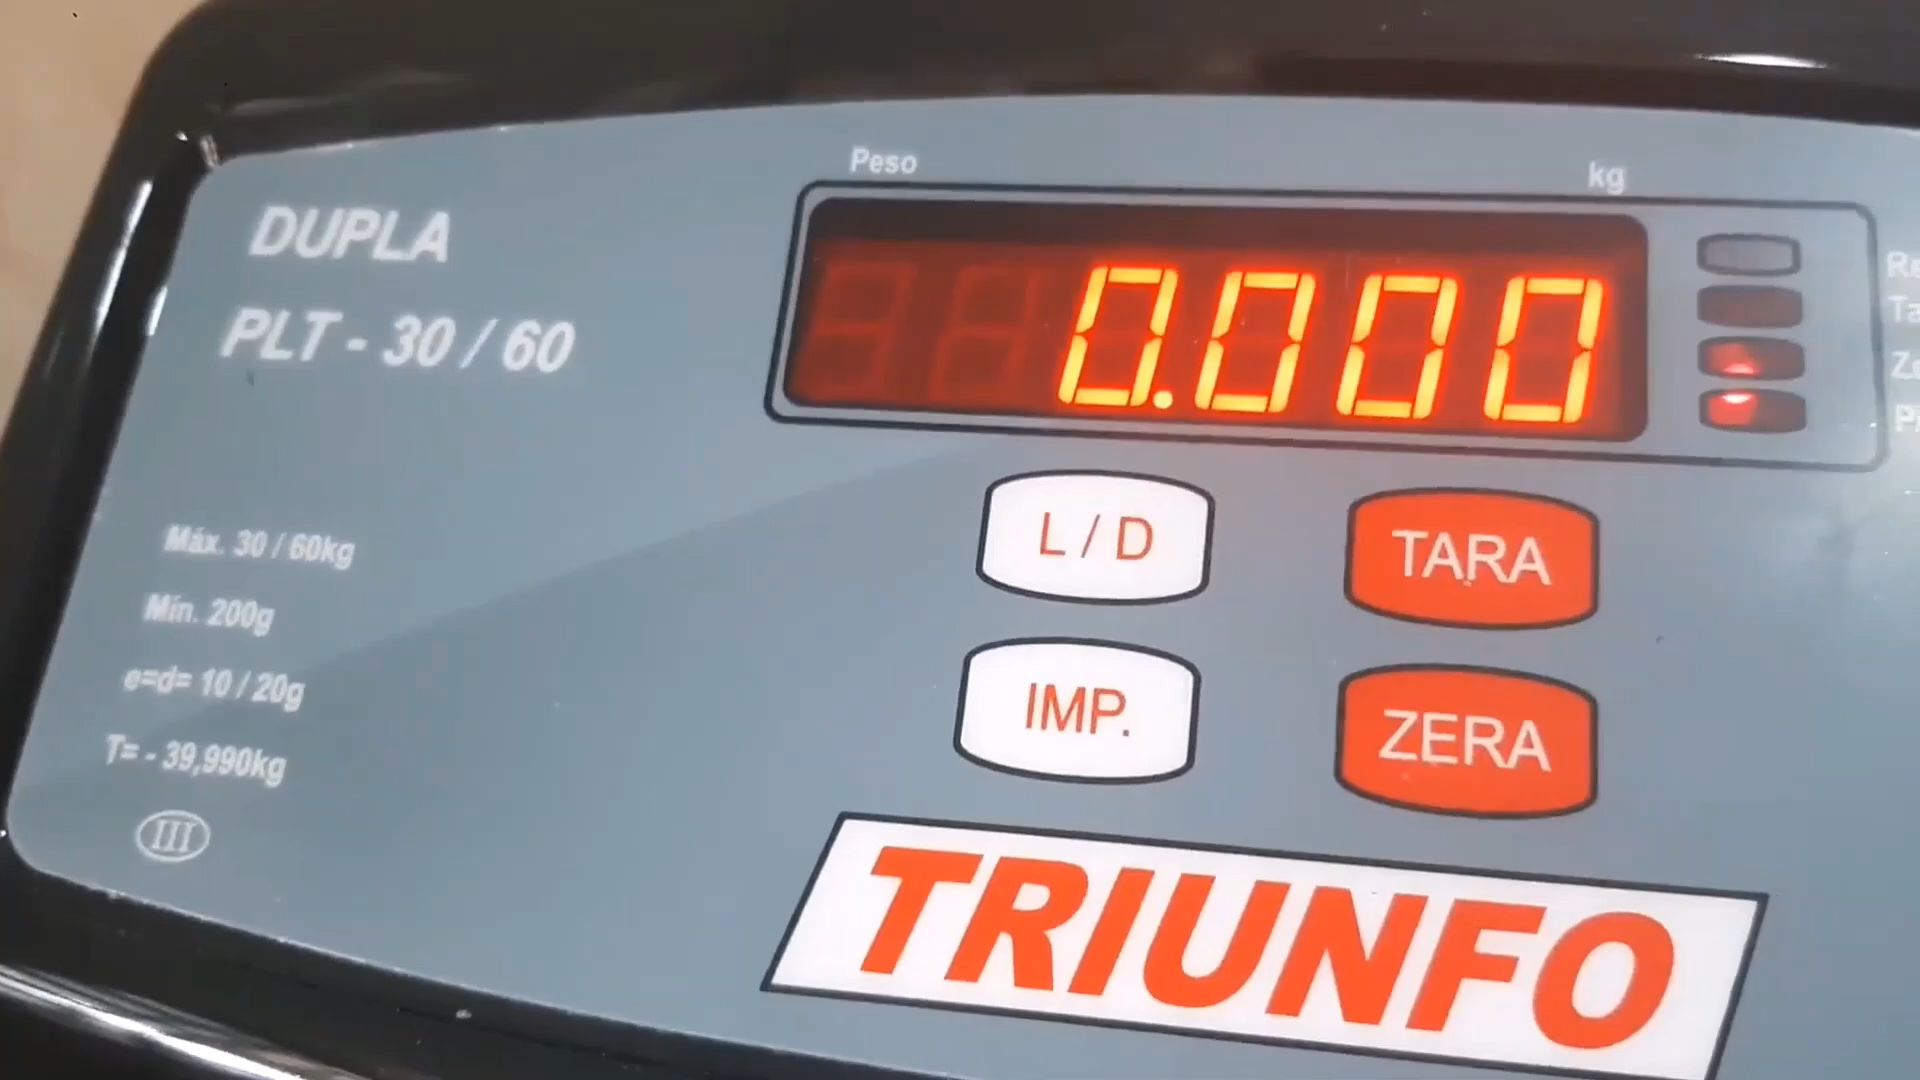 Peso
kg
DUPLA
PLT - 30 / 60
0.000
L / D
TARA
Máx. 30 / 60kg
Mín. 200g
IMP.
ZERA
e=d= 10 / 20g
T= - 39,990kg
III
TRIUNFO